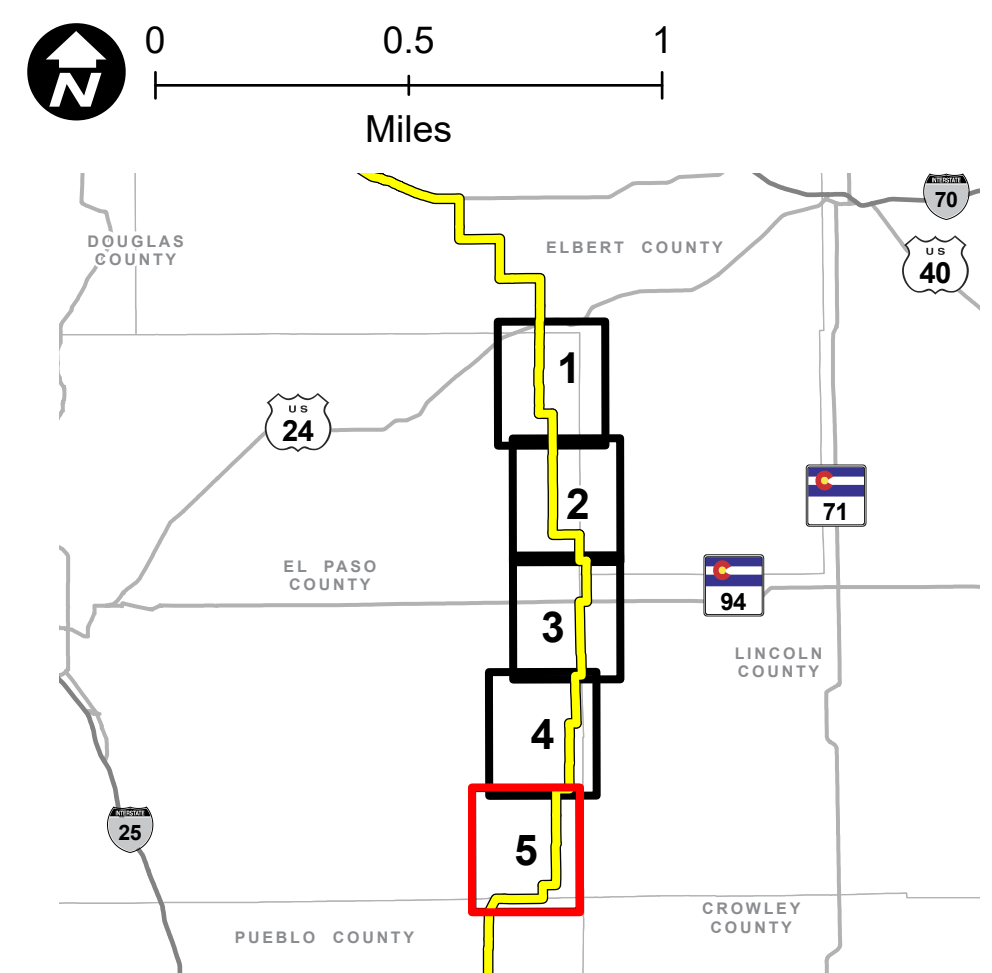 0 0.5 1
N
Miles
INTERSTATE
70
DOUGLAS
COUNTY
ELBERT COUNTY
US
40
1
US
24
2
71
EL PASO
COUNTY
94
3
LINCOLN
COUNTY
4
INTERSTATE
25
5
CROWLEY
COUNTY
PUEBLO COUNTY